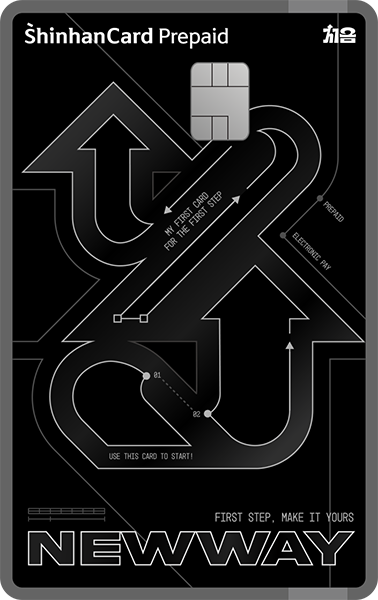 ShinhanCard Prepaid
처음
MY FIRST CARD
FOR THE FIRST STEP
PREPAID
ELECTRONIC PAY
01
02
USE THIS CARD TO START!
FIRST STEP, MAKE IT YOURS
NEWWAY